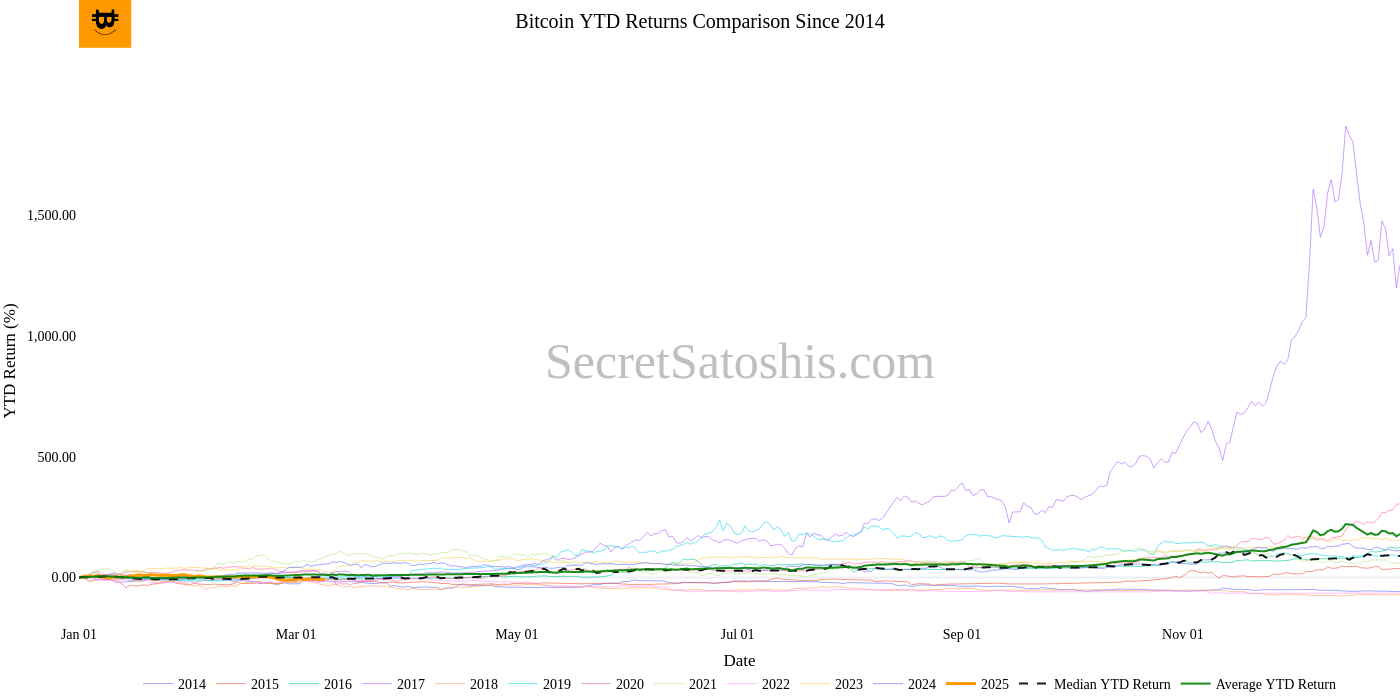 Bitcoin YTD Returns Comparison Since 2014
1,500.00
1,000.00
500.00
0.00
YTD Return (%)
SecretSatoshis.com
Jan 01
Mar 01
May 01
Jul 01
Sep 01
Nov 01
Date
2014 2015 2016 2017 2018 2019 2020 2021 2022 2023 2024 2025 Median YTD Return Average YTD Return